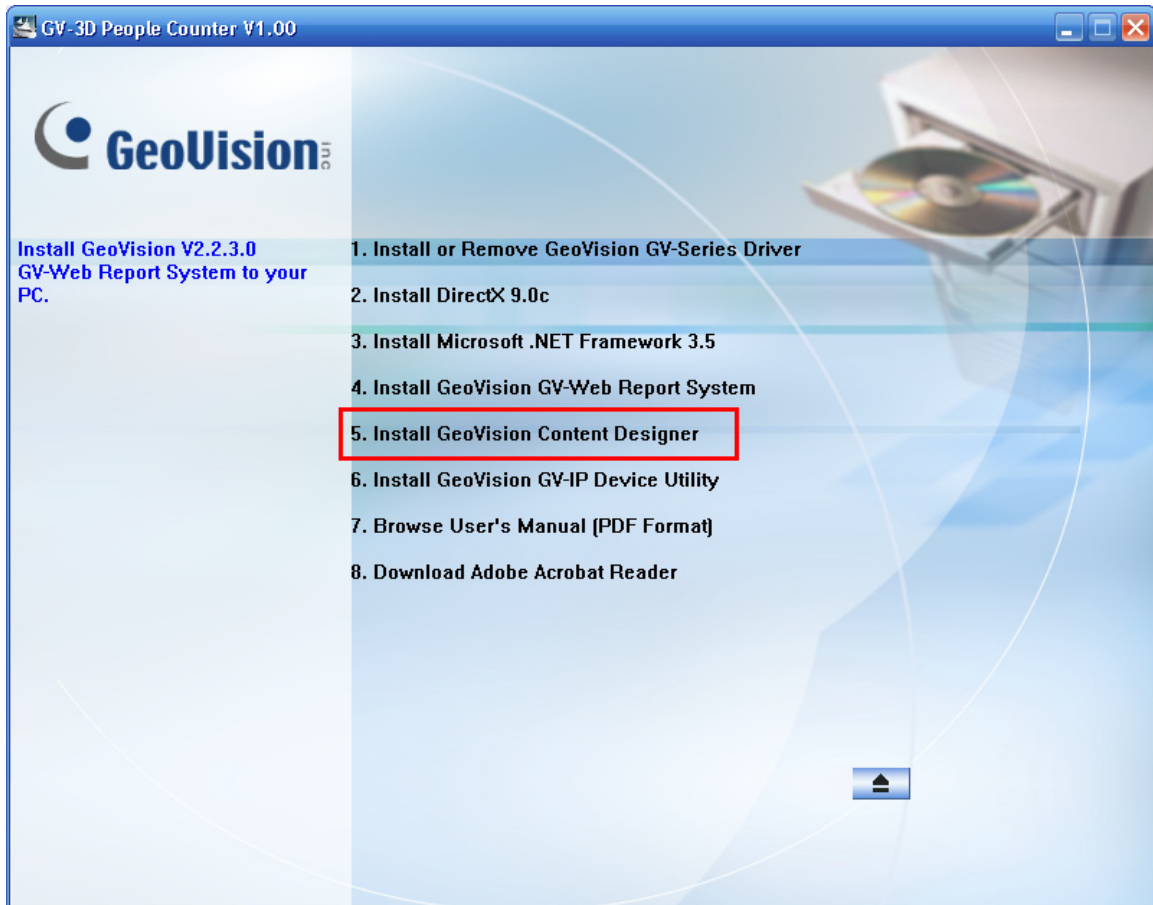 GV-3D People Counter V1.00
GeoVision inc
Install GeoVision V2.2.3.0
GV-Web Report System to your
PC.
1. Install or Remove GeoVision GV-Series Driver
2. Install DirectX 9.0c
3. Install Microsoft .NET Framework 3.5
4. Install GeoVision GV-Web Report System
5. Install GeoVision Content Designer
6. Install GeoVision GV-IP Device Utility
7. Browse User's Manual (PDF Format)
8. Download Adobe Acrobat Reader